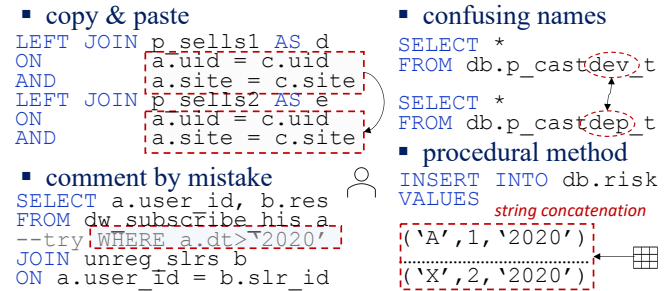 ▪ copy & paste
LEFT JOIN p_sells1 AS d
ON a.uid = c.uid
AND a.site = c.site
LEFT JOIN p_sells2 AS e
ON a.uid = c.uid
AND a.site = c.site
▪ comment by mistake
SELECT a.user_id, b.res
FROM dw_subscribe_his a
--try WHERE a.dt>‘2020’
JOIN unreg_slrs b
ON a.user_id = b.slr_id
▪ confusing names
SELECT *
FROM db.p_castdev_t
SELECT *
FROM db.p_castdep_t
▪ procedural method
INSERT INTO db.risk
VALUES
string concatenation
(‘A’,1,‘2020’)
(‘X’,2,‘2020’)